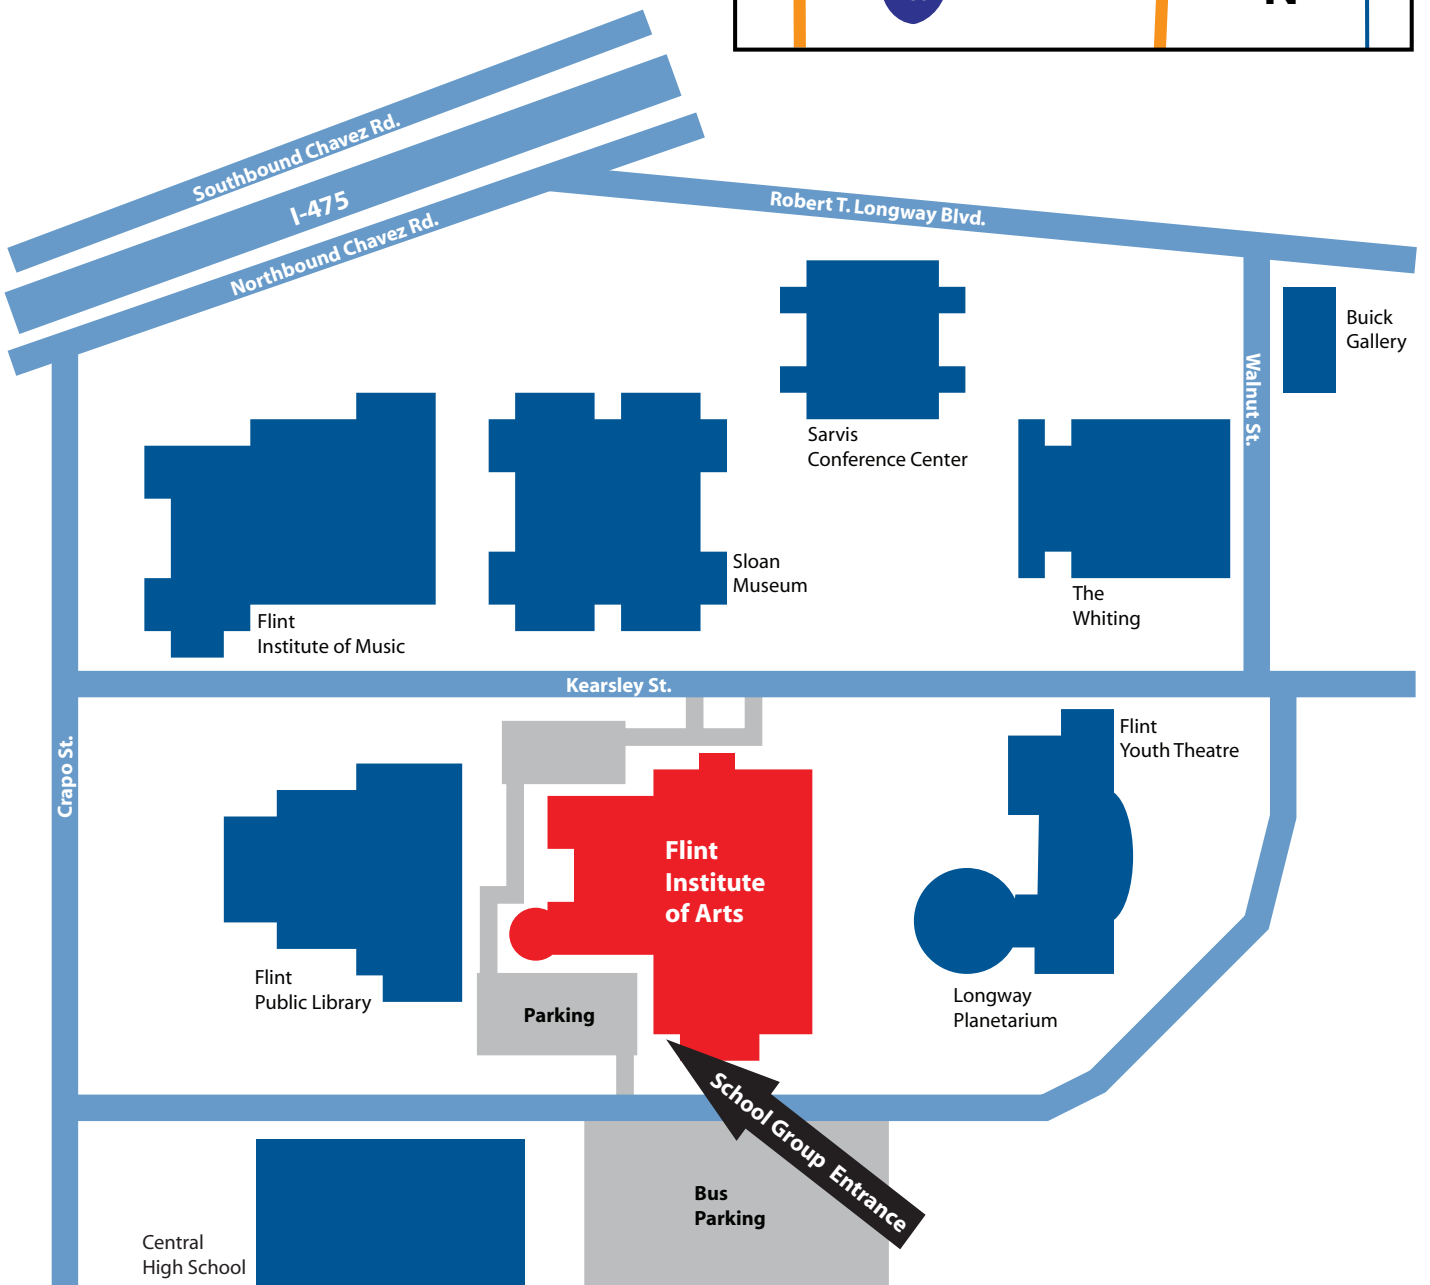 N
Southbound Chavez Rd.
I-475
Northbound Chavez Rd.
Robert T. Longway Blvd.
Buick
Gallery
Walnut St.
Sarvis
Conference Center
Sloan
Museum
The
Whiting
Flint
Institute of Music
Kearsley St.
Flint
Youth Theatre
Crapo St.
Flint
Institute
of Arts
Flint
Public Library
Parking
Longway
Planetarium
School Group Entrance
Bus
Parking
Central
High School